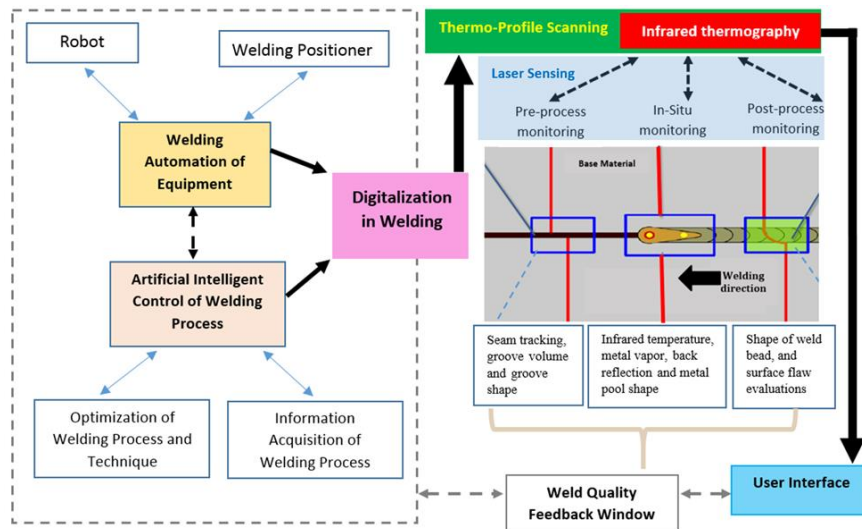 Robot
Welding Positioner
Welding
Automation of
Equipment
Artificial Intelligent
Control of Welding
Process
Optimization of
Welding Process and
Technique
Information
Acquisition of
Welding Process
Digitalization
in Welding
Thermo-Profile Scanning
Infrared thermography
Laser Sensing
Pre-process
monitoring
In-Situ
monitoring
Post-process
monitoring
Base Material
Welding
direction
Seam tracking,
groove volume
and groove
shape
Infrared temperature,
metal vapor, back
reflection and metal
pool shape
Shape of weld
bead, and
surface flaw
evaluations
Weld Quality
Feedback Window
User Interface